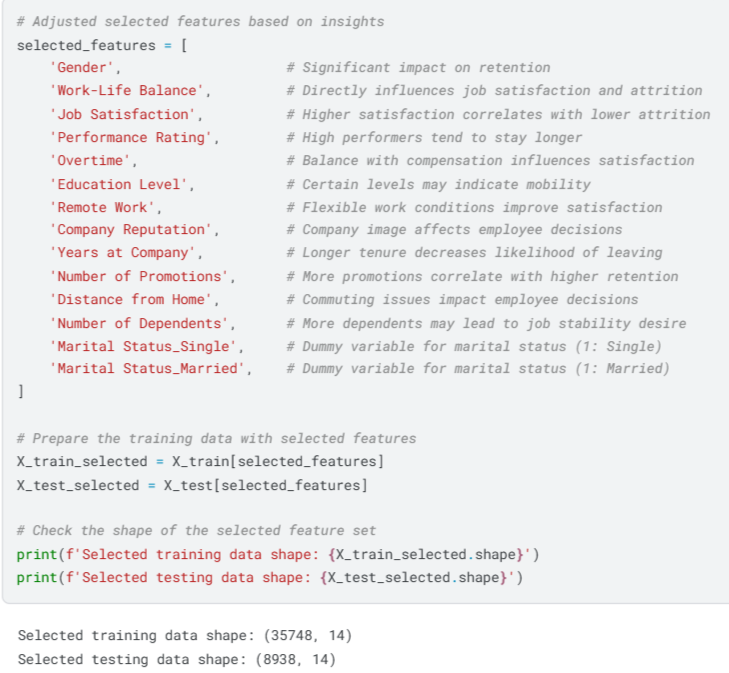 # Adjusted selected features based on insights
selected_features = [
    'Gender',                    # Significant impact on retention
    'Work-Life Balance',         # Directly influences job satisfaction and attrition
    'Job Satisfaction',          # Higher satisfaction correlates with lower attrition
    'Performance Rating',        # High performers tend to stay longer
    'Overtime',                  # Balance with compensation influences satisfaction
    'Education Level',           # Certain levels may indicate mobility
    'Remote Work',               # Flexible work conditions improve satisfaction
    'Company Reputation',        # Company image affects employee decisions
    'Years at Company',          # Longer tenure decreases likelihood of leaving
    'Number of Promotions',      # More promotions correlate with higher retention
    'Distance from Home',        # Commuting issues impact employee decisions
    'Number of Dependents',      # More dependents may lead to job stability desire
    'Marital Status_Single',     # Dummy variable for marital status (1: Single)
    'Marital Status_Married',    # Dummy variable for marital status (1: Married)
]

# Prepare the training data with selected features
X_train_selected = X_train[selected_features]
X_test_selected = X_test[selected_features]

# Check the shape of the selected feature set
print(f'Selected training data shape: {X_train_selected.shape}')
print(f'Selected testing data shape: {X_test_selected.shape}')

Selected training data shape: (35748, 14)
Selected testing data shape: (8938, 14)